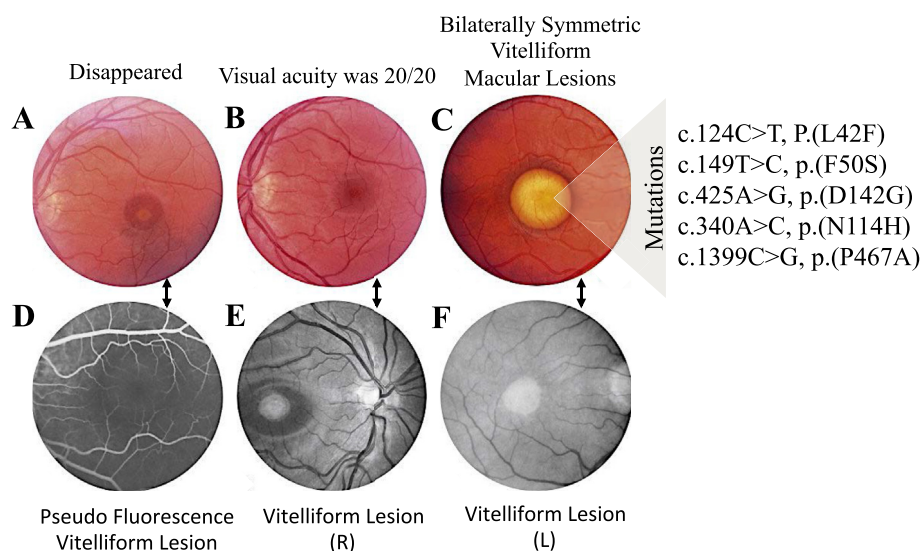 Disappeared
Visual acuity was 20/20
Bilaterally Symmetric
Vitelliform
Macular Lesions
A
B
C
Mutations
c.124C>T, P.(L42F)
c.149T>C, p.(F50S)
c.425A>G, p.(D142G)
c.340A>C, p.(N114H)
c.1399C>G, p.(P467A)
D
E
F
Pseudo Fluorescence
Vitelliform Lesion
Vitelliform Lesion
(R)
Vitelliform Lesion
(L)